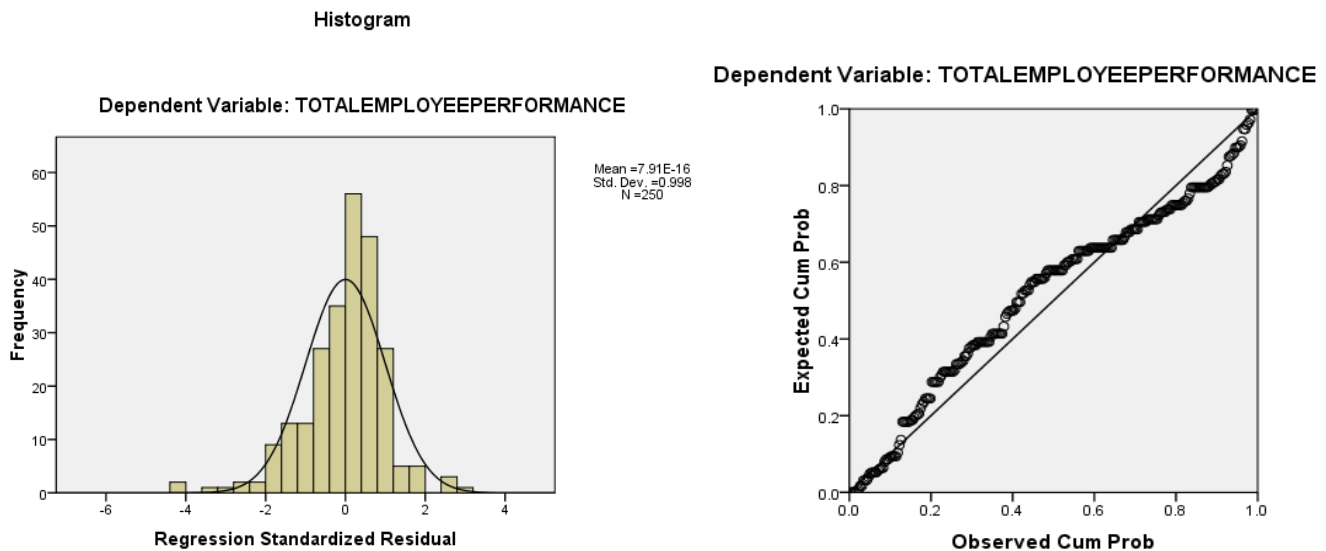 Histogram
Dependent Variable: TOTALEMPLOYEEPERFORMANCE
Mean =7.91E-16
Std. Dev. =0.998
N =250
Frequency
60
50
40
30
20
10
0
-6
-4
-2
0
2
4
Regression Standardized Residual
Dependent Variable: TOTALEMPLOYEEPERFORMANCE
Expected Cum Prob
1.0
0.8
0.6
0.4
0.2
0.0
0.0
0.2
0.4
0.6
0.8
1.0
Observed Cum Prob